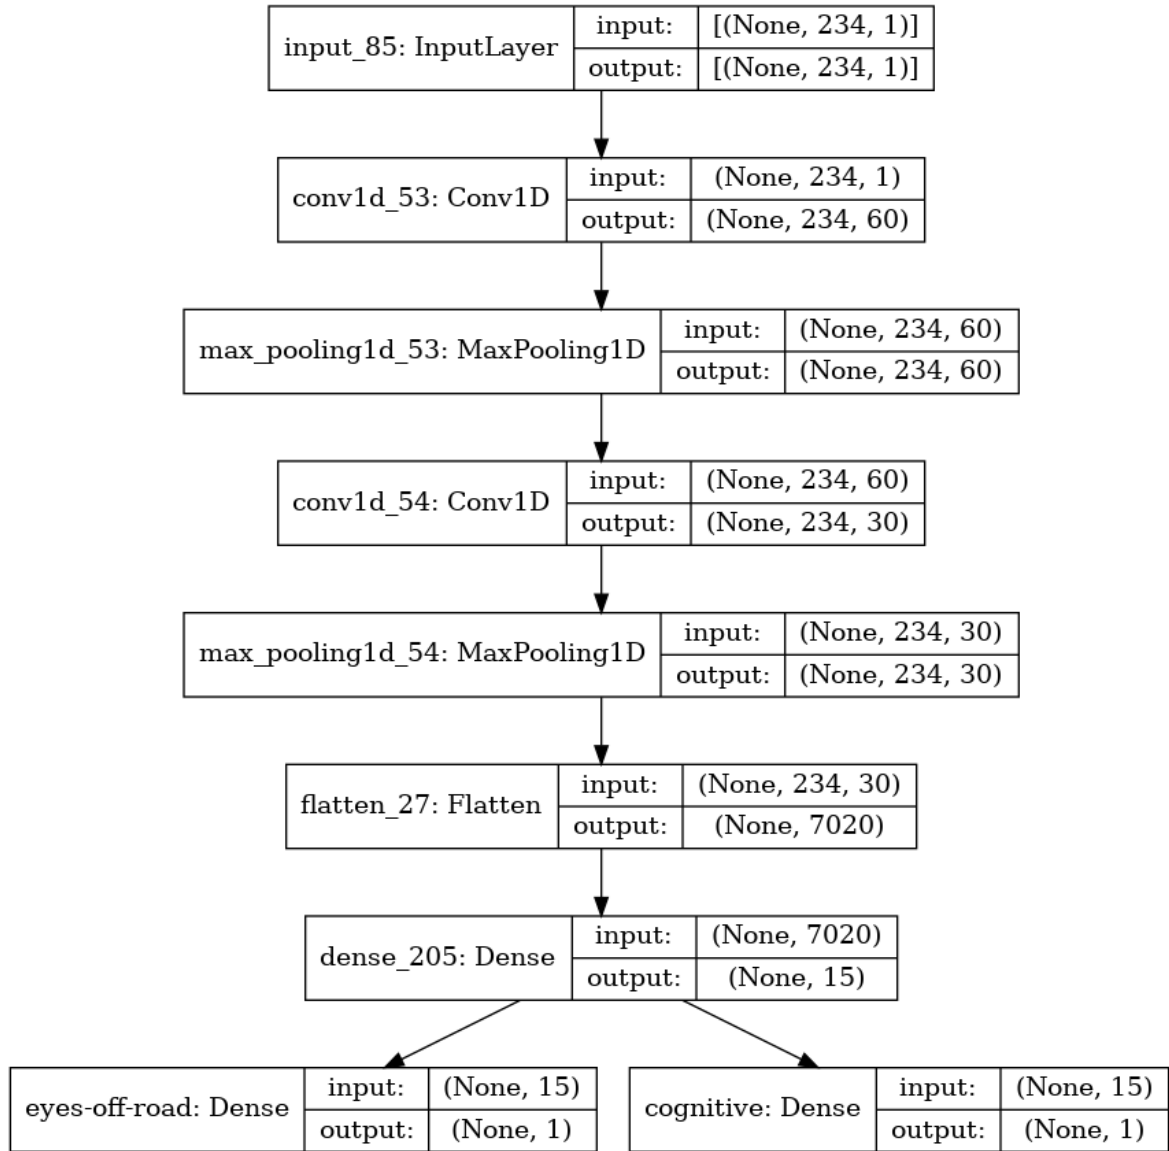 input_85: InputLayer
input: [(None, 234, 1)]
output: [(None, 234, 1)]
conv1d_53: Conv1D
input: (None, 234, 1)
output: (None, 234, 60)
max_pooling1d_53: MaxPooling1D
input: (None, 234, 60)
output: (None, 234, 60)
conv1d_54: Conv1D
input: (None, 234, 60)
output: (None, 234, 30)
max_pooling1d_54: MaxPooling1D
input: (None, 234, 30)
output: (None, 234, 30)
flatten_27: Flatten
input: (None, 234, 30)
output: (None, 7020)
dense_205: Dense
input: (None, 7020)
output: (None, 15)
eyes-off-road: Dense
input: (None, 15)
output: (None, 1)
cognitive: Dense
input: (None, 15)
output: (None, 1)